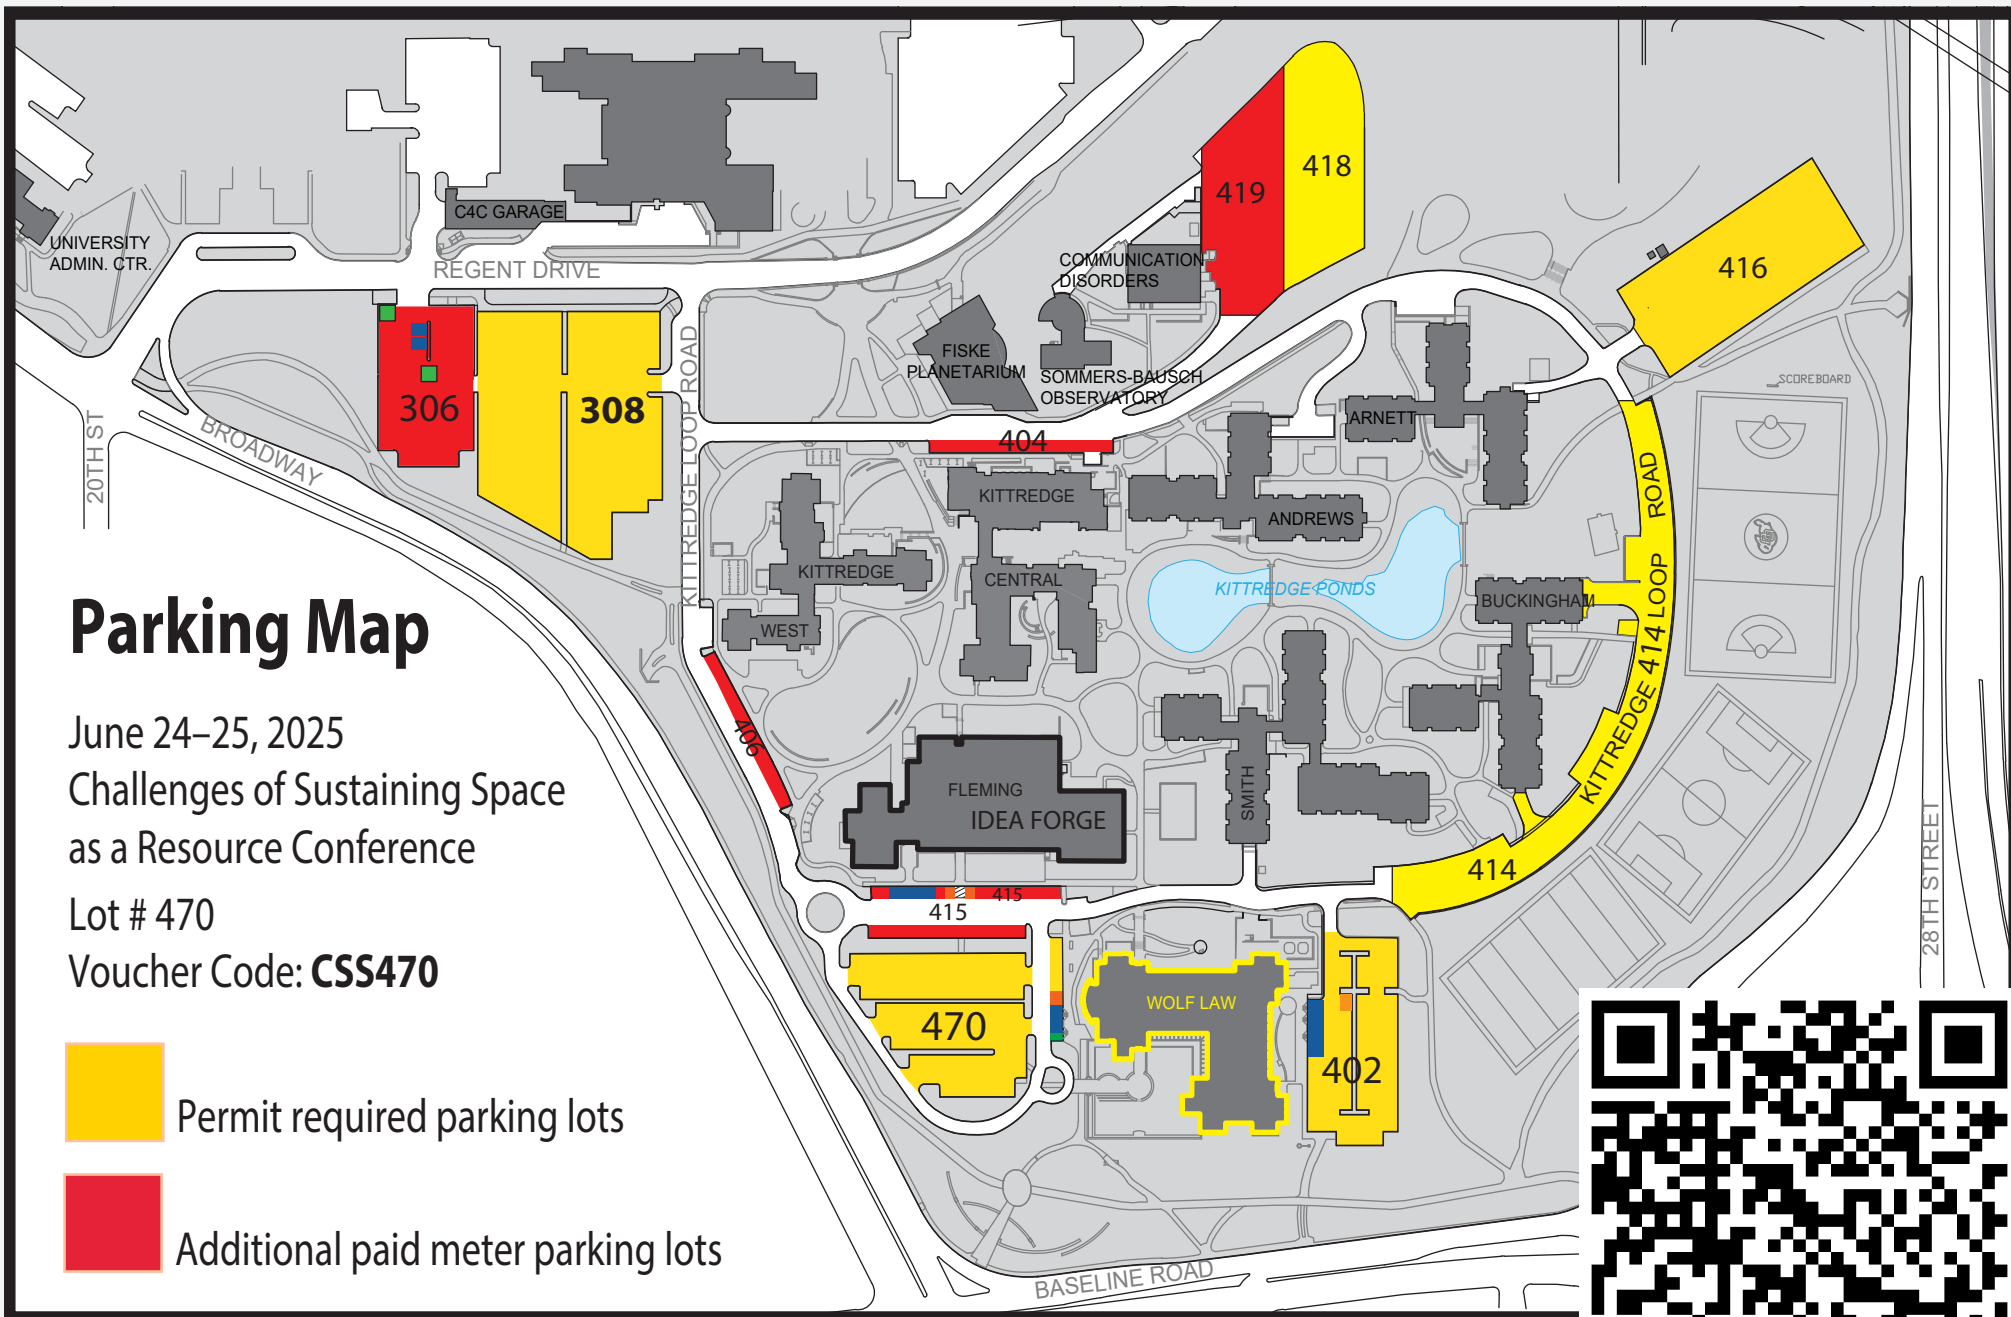 UNIVERSITY
ADMIN. CTR.
C4C GARAGE
REGENT DRIVE
COMMUNICATION
DISORDERS
419
418
416
FISKE
PLANETARIUM
SOMMERS-BAUSCH
OBSERVATORY
SCOREBOARD
306
308
20TH ST
BROADWAY
KITTREDGE LOOP ROAD
404
ARNETT
KITTREDGE
ANDREWS
KITTREDGE
CENTRAL
KITTREDGE PONDS
BUCKINGHAM
WEST
KITTREDGE 414 LOOP ROAD
406
FLEMING
IDEA FORGE
SMITH
414
28TH STREET
415
415
470
WOLF LAW
402
BASELINE ROAD
Parking Map
June 24–25, 2025
Challenges of Sustaining Space
as a Resource Conference
Lot # 470
Voucher Code: CSS470
Permit required parking lots
Additional paid meter parking lots